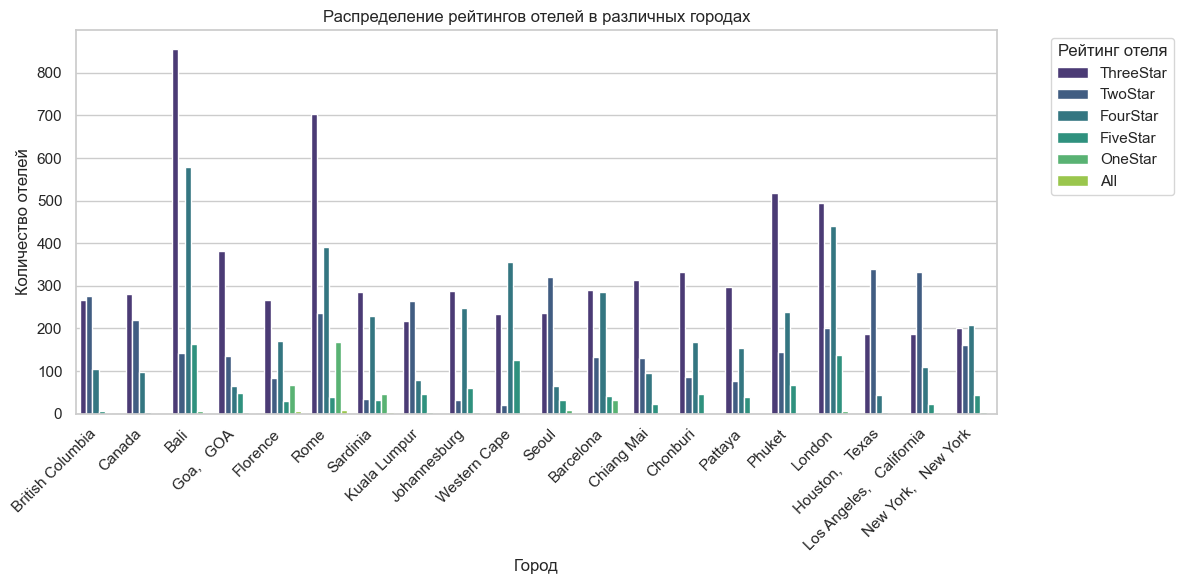 Распределение рейтингов отелей в различных городах
Количество отелей
800
700
600
500
400
300
200
100
0
British Columbia
Canada
Bali
Goa,   GOA
Florence
Rome
Sardinia
Kuala Lumpur
Johannesburg
Western Cape
Seoul
Barcelona
Chiang Mai
Chonburi
Pattaya
Phuket
London
Houston,   Texas
Los Angeles,   California
New York,   New York
Город
Рейтинг отеля
ThreeStar
TwoStar
FourStar
FiveStar
OneStar
All